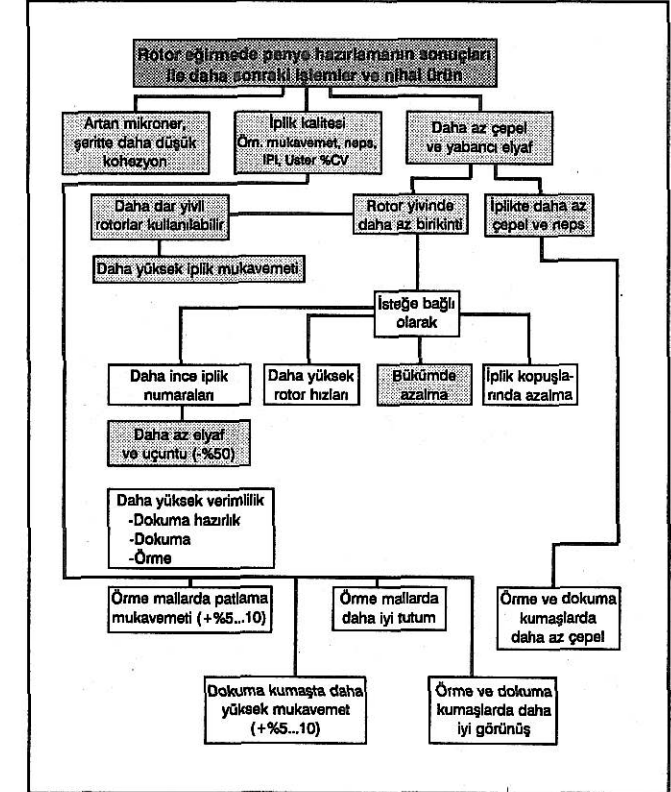 Rotor eğirmede penye hazırlamanın sonuçları
ile daha sonraki işlemler ve nihai ürün
Artan mikroner,
şeritte daha düşük
kohezyon
İplik kalitesi
Örn. mukavemet, neps,
IPI, Uster %CV
Daha az çepel
ve yabancı elyaf
Daha dar yivli
rotorlar kullanılabilir
Rotor yivinde
daha az birikinti
İplikte daha az
çepel ve neps
Daha yüksek iplik mukavemeti
İsteğe bağlı
olarak
Daha ince iplik
numaraları
Daha yüksek
rotor hızları
Bükümde
azalma
İplik kopuşla-
rında azalma
Daha az elyaf
ve uçuntu (-%50)
Daha yüksek verimlilik
-Dokuma hazırlık
-Dokuma
-Örme
Örme mallarda patlama
mukavemeti (+%5...10)
Örme mallarda
daha iyi tutum
Örme ve dokuma
kumaşlarda
daha az çepel
Dokuma kumaşta daha
yüksek mukavemet
(+%5...10)
Örme ve dokuma
kumaşlarda daha
iyi görünüş